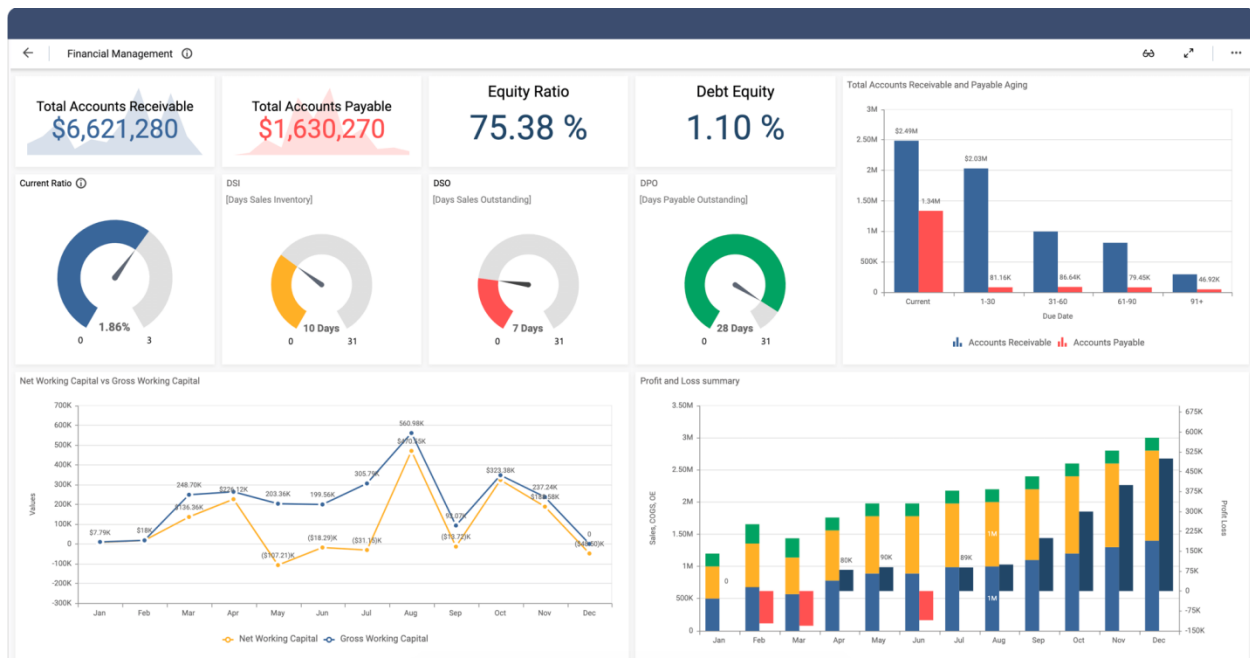 Financial Management
Total Accounts Receivable
$6,621,280
Total Accounts Payable
$1,630,270
Equity Ratio
75.38 %
Debt Equity
1.10 %
Total Accounts Receivable and Payable Aging
3M
2.50M
2M
1.50M
1M
500K
0
$2.49M
1.34M
$2.03M
81.16K
86.64K
79.45K
46.92K
Current
1-30
31-60
61-90
91+
Due Date
Accounts Receivable
Accounts Payable
Current Ratio
1.86%
0
3
DSI
[Days Sales Inventory]
10 Days
0
31
DSO
[Days Sales Outstanding]
7 Days
0
31
DPO
[Days Payable Outstanding]
28 Days
0
31
Net Working Capital vs Gross Working Capital
Values
700K
600K
500K
400K
300K
200K
100K
0
-100K
-200K
-300K
$7.79K
$18K
248.70K
$136.36K
$226.12K
203.36K
($107.21)K
199.56K
($18.29)K
305.79K
($31.15)K
560.98K
($13.72)K
$323.38K
237.24K
0
Jan
Feb
Mar
Apr
May
Jun
Jul
Aug
Sep
Oct
Nov
Dec
Net Working Capital
Gross Working Capital
Profit and Loss summary
Sales, COGS, OE
3.50M
3M
2.50M
2M
1.50M
1M
500K
0
0
80K
90K
89K
1M
1M
675K
600K
525K
450K
375K
300K
225K
150K
75K
0
-75K
-150K
Profit Loss
Jan
Feb
Mar
Apr
May
Jun
Jul
Aug
Sep
Oct
Nov
Dec